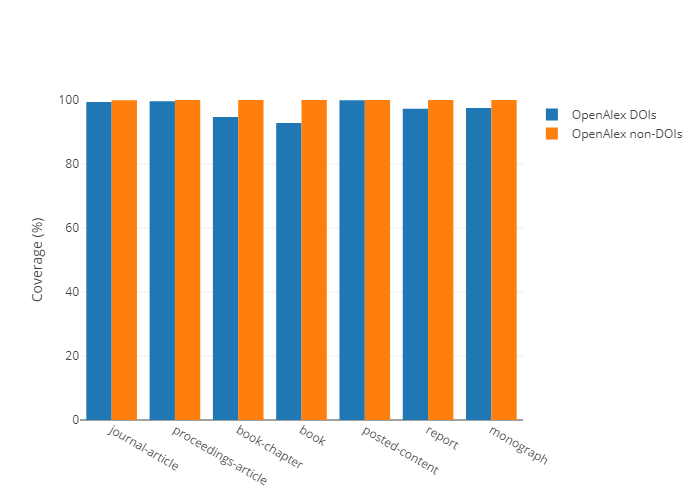 100
80
60
40
20
0
Coverage (%)
journal-article
proceedings-article
book-chapter
book
posted-content
report
monograph
OpenAlex DOIs
OpenAlex non-DOIs